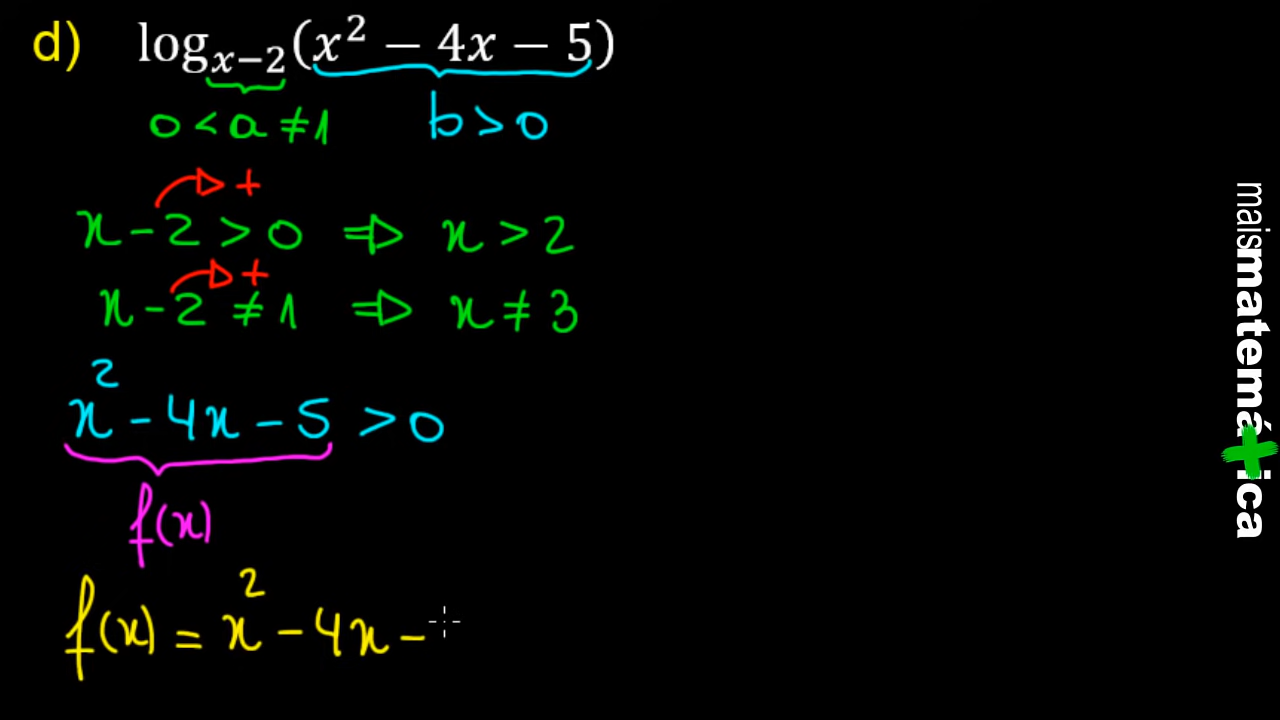 d) log_{x−2}(x² − 4x − 5)
0 < a ≠ 1 b > 0
+
x − 2 > 0 ⇒ x > 2
+
x − 2 ≠ 1 ⇒ x ≠ 3
x² − 4x − 5 > 0
f(x)
f(x) = x² − 4x −
maismatemática